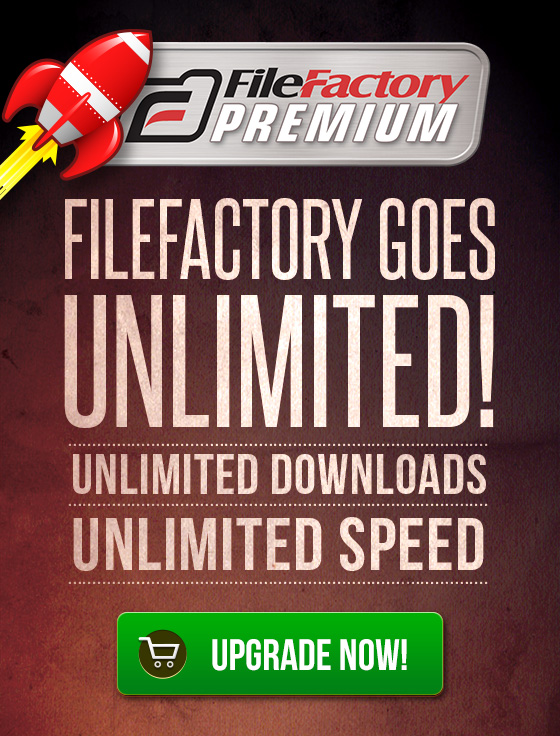 FileFactory
PREMIUM
FILEFACTORY GOES
UNLIMITED!
UNLIMITED DOWNLOADS
UNLIMITED SPEED
UPGRADE NOW!